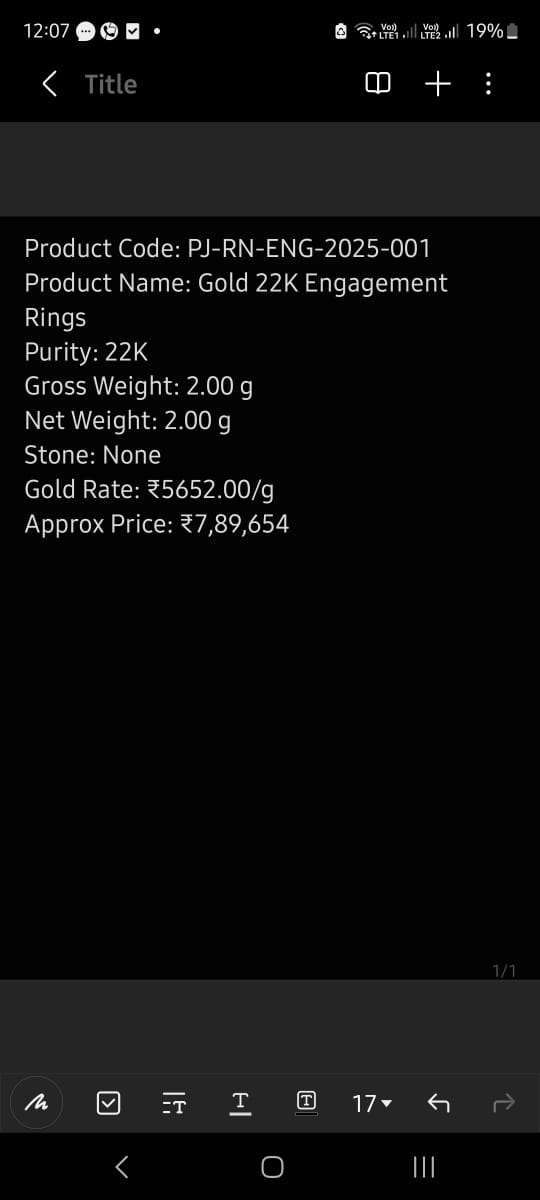 12:07
Vo)) LTE1 Vo)) LTE2 19%
Title
Product Code: PJ-RN-ENG-2025-001
Product Name: Gold 22K Engagement
Rings
Purity: 22K
Gross Weight: 2.00 g
Net Weight: 2.00 g
Stone: None
Gold Rate: ₹5652.00/g
Approx Price: ₹7,89,654
1/1
17